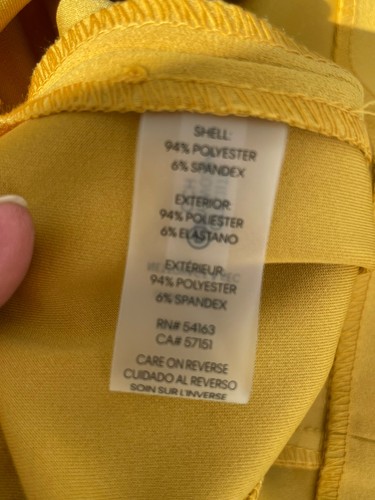 SHELL:
94% POLYESTER
6% SPANDEX
EXTERIOR:
94% POLIESTER
6% ELASTANO
EXTÉRIEUR:
94% POLYESTER
6% SPANDEX
RN# 54163
CA# 57151
CARE ON REVERSE
CUIDADO AL REVERSO
SOIN SUR L'INVERSE